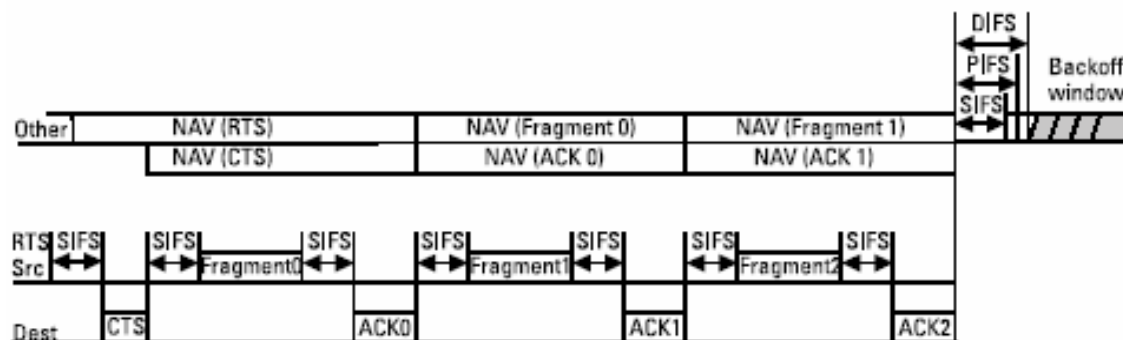 DIFS
PIFS
Backoff
window
SIFS
Other
NAV (RTS)
NAV (Fragment 0)
NAV (Fragment 1)
NAV (CTS)
NAV (ACK 0)
NAV (ACK 1)
RTS
SIFS
SIFS
SIFS
SIFS
SIFS
SIFS
SIFS
Src
Fragment0
Fragment1
Fragment2
CTS
ACK0
ACK1
ACK2
Dest